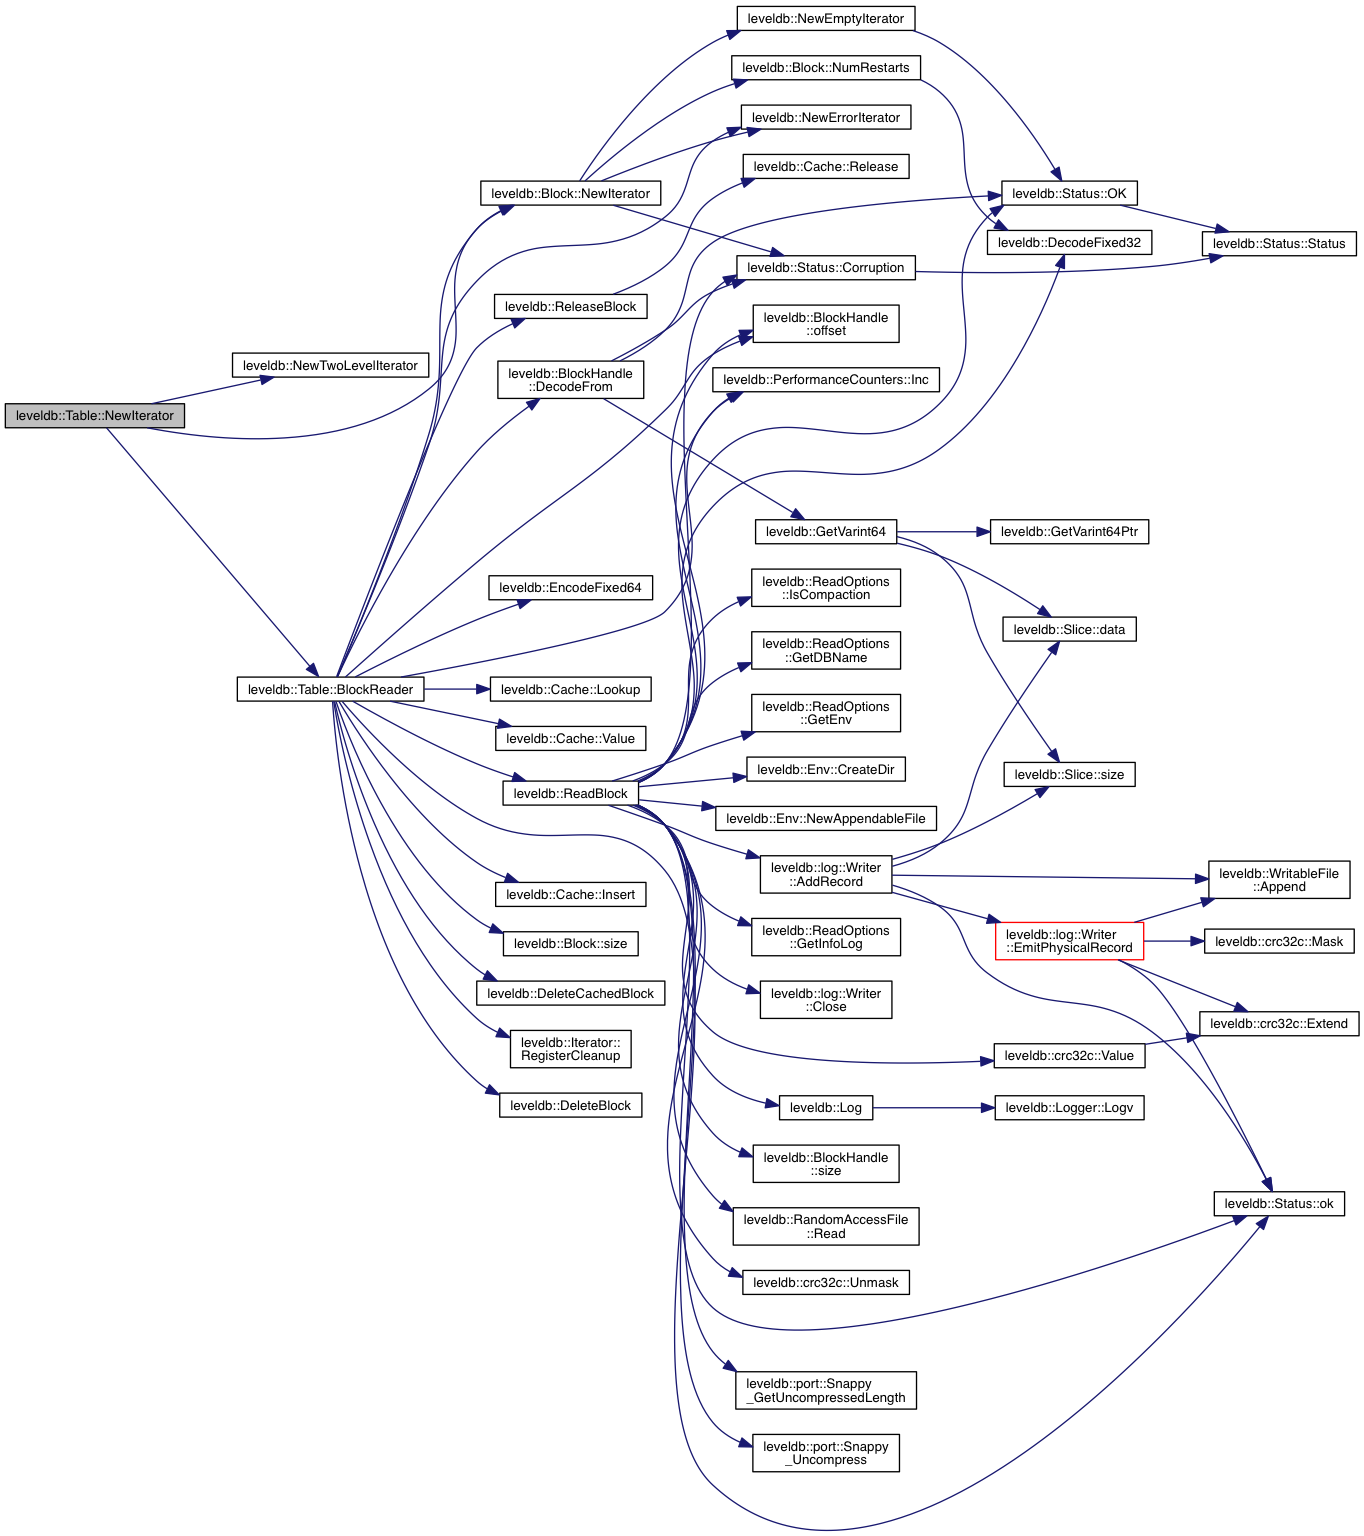 leveldb::NewEmptyIterator
leveldb::Block::NumRestarts
leveldb::NewErrorIterator
leveldb::Cache::Release
leveldb::Block::NewIterator
leveldb::Status::OK
leveldb::DecodeFixed32
leveldb::Status::Status
leveldb::Status::Corruption
leveldb::ReleaseBlock
leveldb::BlockHandle
::offset
leveldb::NewTwoLevelIterator
leveldb::BlockHandle
::DecodeFrom
leveldb::PerformanceCounters::Inc
leveldb::Table::NewIterator
leveldb::GetVarint64
leveldb::GetVarint64Ptr
leveldb::EncodeFixed64
leveldb::ReadOptions
::IsCompaction
leveldb::Slice::data
leveldb::ReadOptions
::GetDBName
leveldb::Table::BlockReader
leveldb::Cache::Lookup
leveldb::ReadOptions
::GetEnv
leveldb::Cache::Value
leveldb::Env::CreateDir
leveldb::Slice::size
leveldb::ReadBlock
leveldb::Env::NewAppendableFile
leveldb::log::Writer
::AddRecord
leveldb::WritableFile
::Append
leveldb::Cache::Insert
leveldb::ReadOptions
::GetInfoLog
leveldb::log::Writer
::EmitPhysicalRecord
leveldb::crc32c::Mask
leveldb::Block::size
leveldb::DeleteCachedBlock
leveldb::log::Writer
::Close
leveldb::crc32c::Extend
leveldb::Iterator::
RegisterCleanup
leveldb::crc32c::Value
leveldb::DeleteBlock
leveldb::Log
leveldb::Logger::Logv
leveldb::BlockHandle
::size
leveldb::Status::ok
leveldb::RandomAccessFile
::Read
leveldb::crc32c::Unmask
leveldb::port::Snappy
_GetUncompressedLength
leveldb::port::Snappy
_Uncompress